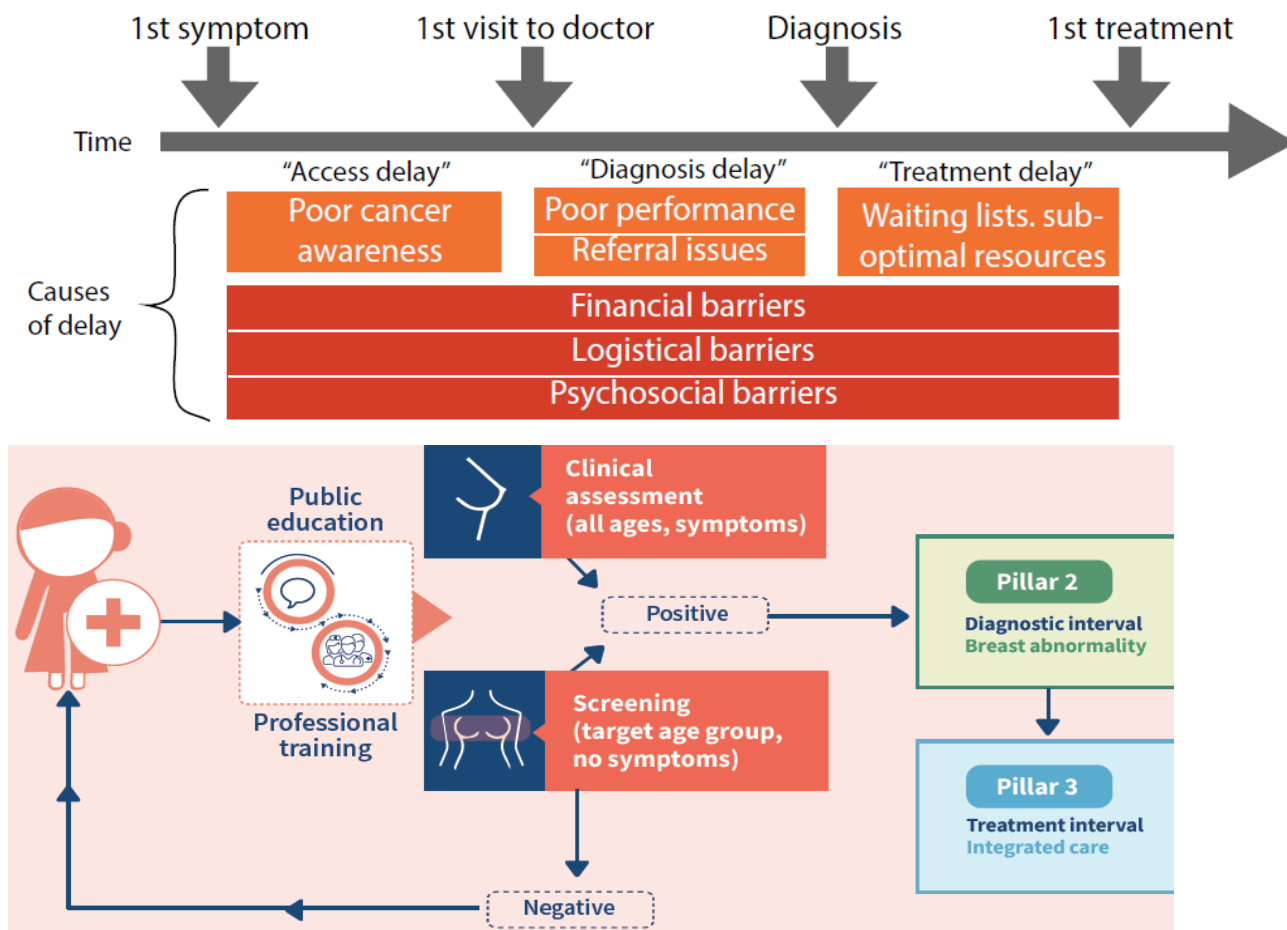 1st symptom
1st visit to doctor
Diagnosis
1st treatment
Time
“Access delay”
“Diagnosis delay”
“Treatment delay”
Poor cancer
awareness
Poor performance
Referral issues
Waiting lists. sub-
optimal resources
Causes
of delay
Financial barriers
Logistical barriers
Psychosocial barriers
Public
education
Professional
training
Clinical
assessment
(all ages, symptoms)
Positive
Screening
(target age group,
no symptoms)
Negative
Pillar 2
Diagnostic interval
Breast abnormality
Pillar 3
Treatment interval
Integrated care